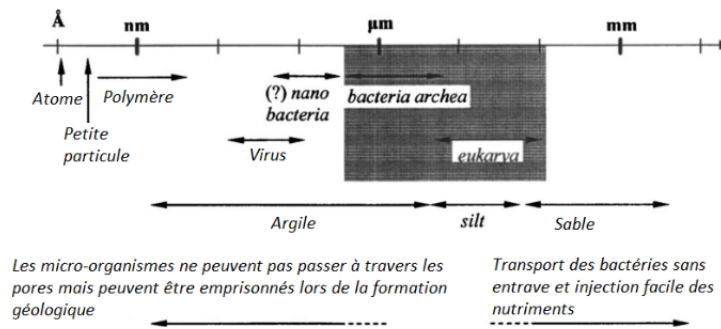 Å nm μm mm
Atome
Polymère
Petite
particule
(?) nano
bacteria
bacteria archea
Virus
eukarya
Argile silt Sable
Les micro-organismes ne peuvent pas passer à travers les
pores mais peuvent être emprisonnés lors de la formation
géologique
Transport des bactéries sans
entrave et injection facile des
nutriments